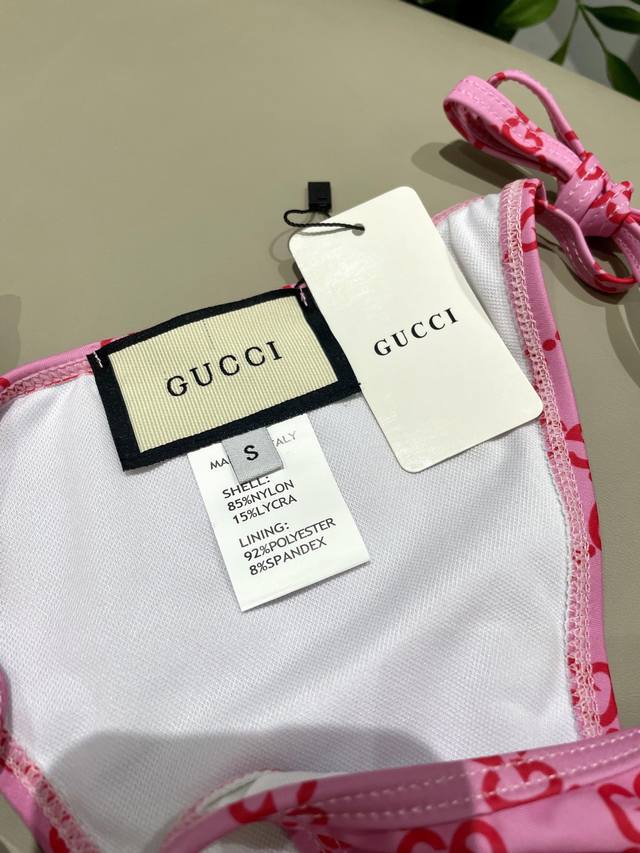 GUCCI
GUCCI
S
SHELL:
85%NYLON
15%LYCRA
LINING:
92%POLYESTER
8%SPANDEX